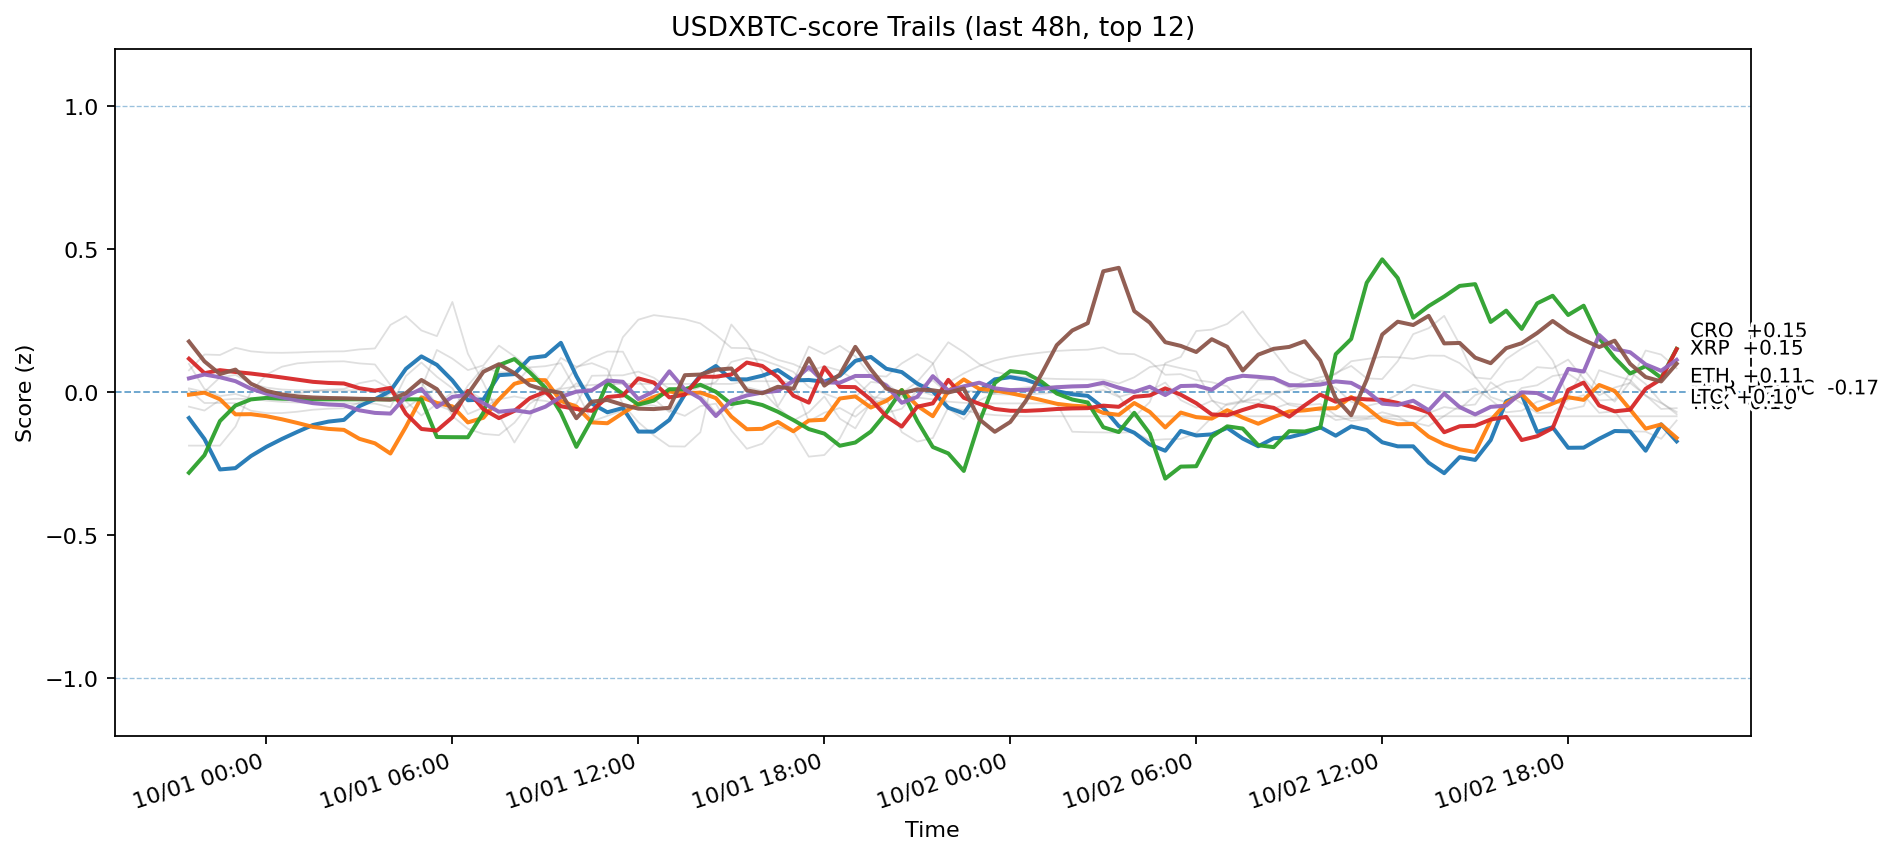 USDXBTC-score Trails (last 48h, top 12)
Score (z)
1.0
0.5
0.0
−0.5
−1.0
CRO +0.15
XRP +0.15
ETH +0.11
-0.17
LTC +0.10
10/01 00:00
10/01 06:00
10/01 12:00
10/01 18:00
10/02 00:00
10/02 06:00
10/02 12:00
10/02 18:00
Time